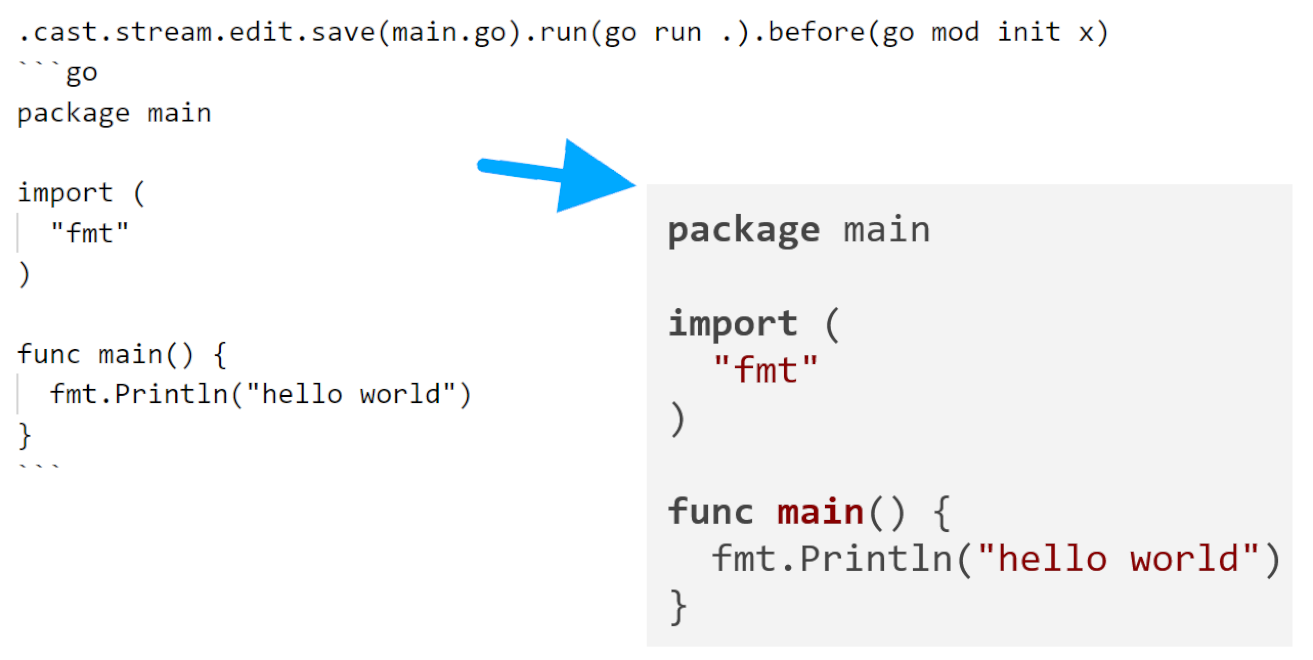 .cast.stream.edit.save(main.go).run(go run .).before(go mod init x)
```go
package main

import (
  "fmt"
)

func main() {
  fmt.Println("hello world")
}
```
package main

import (
  "fmt"
)

func main() {
  fmt.Println("hello world")
}